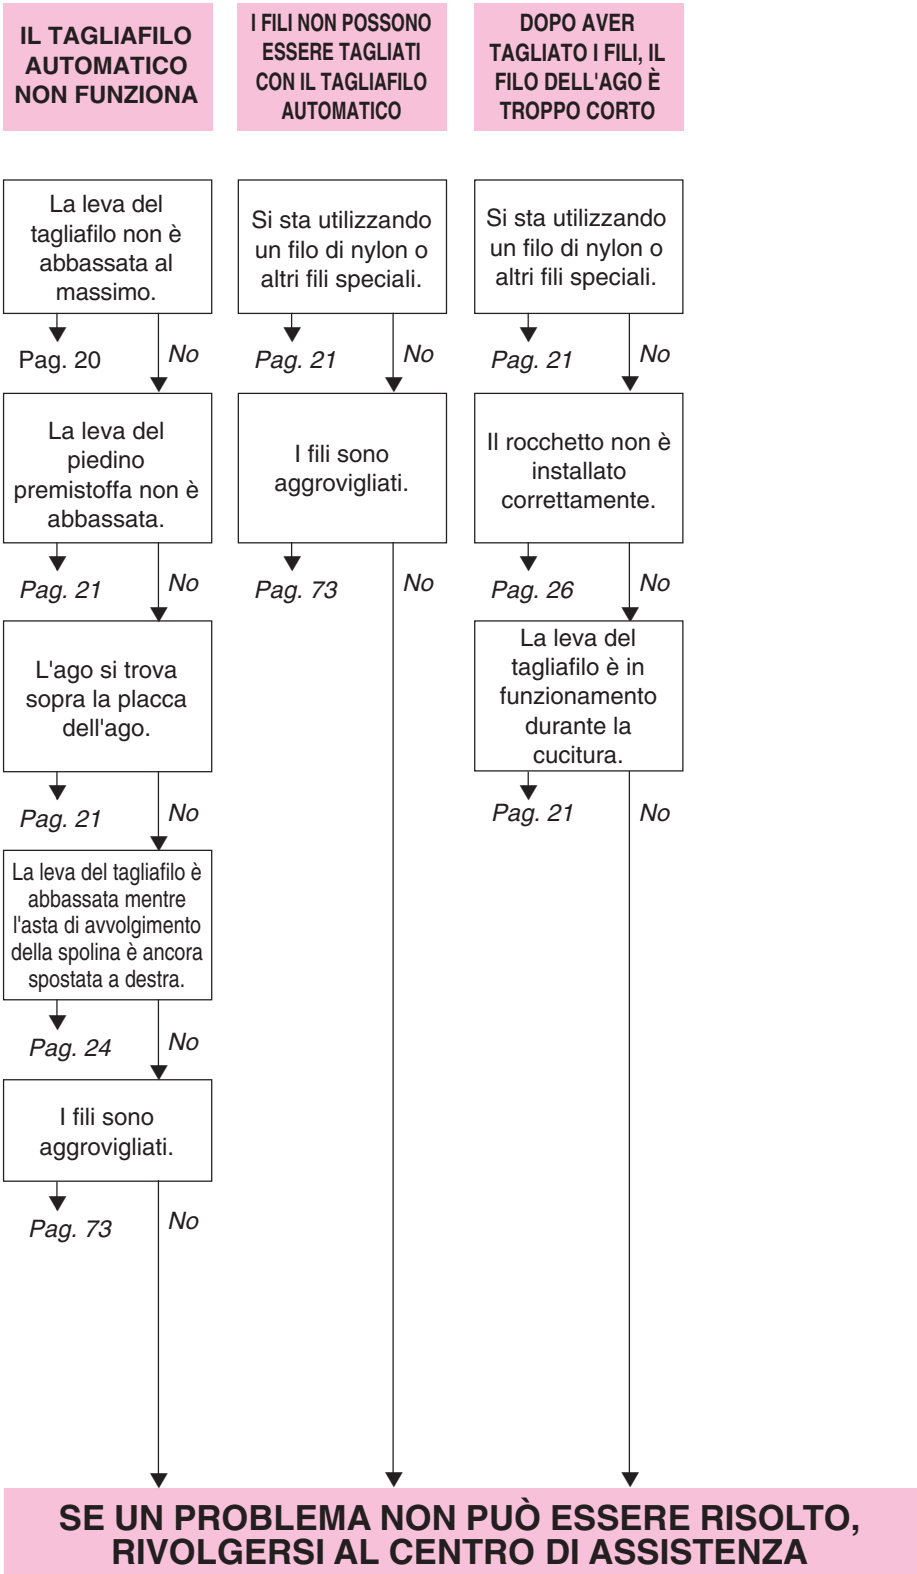 IL TAGLIAFILO
AUTOMATICO
NON FUNZIONA
La leva del
tagliafilo non è
abbassata al
massimo.
Pag. 20
No
La leva del
piedino
premistoffa non è
abbassata.
Pag. 21
No
L'ago si trova
sopra la placca
dell'ago.
Pag. 21
No
La leva del tagliafilo è
abbassata mentre
l'asta di avvolgimento
della spolina è ancora
spostata a destra.
Pag. 24
No
I fili sono
aggrovigliati.
Pag. 73
No
I FILI NON POSSONO
ESSERE TAGLIATI
CON IL TAGLIAFILO
AUTOMATICO
Si sta utilizzando
un filo di nylon o
altri fili speciali.
Pag. 21
No
I fili sono
aggrovigliati.
Pag. 73
No
DOPO AVER
TAGLIATO I FILI, IL
FILO DELL'AGO È
TROPPO CORTO
Si sta utilizzando
un filo di nylon o
altri fili speciali.
Pag. 21
No
Il rocchetto non è
installato
correttamente.
Pag. 26
No
La leva del
tagliafilo è in
funzionamento
durante la
cucitura.
Pag. 21
No
SE UN PROBLEMA NON PUÒ ESSERE RISOLTO,
RIVOLGERSI AL CENTRO DI ASSISTENZA